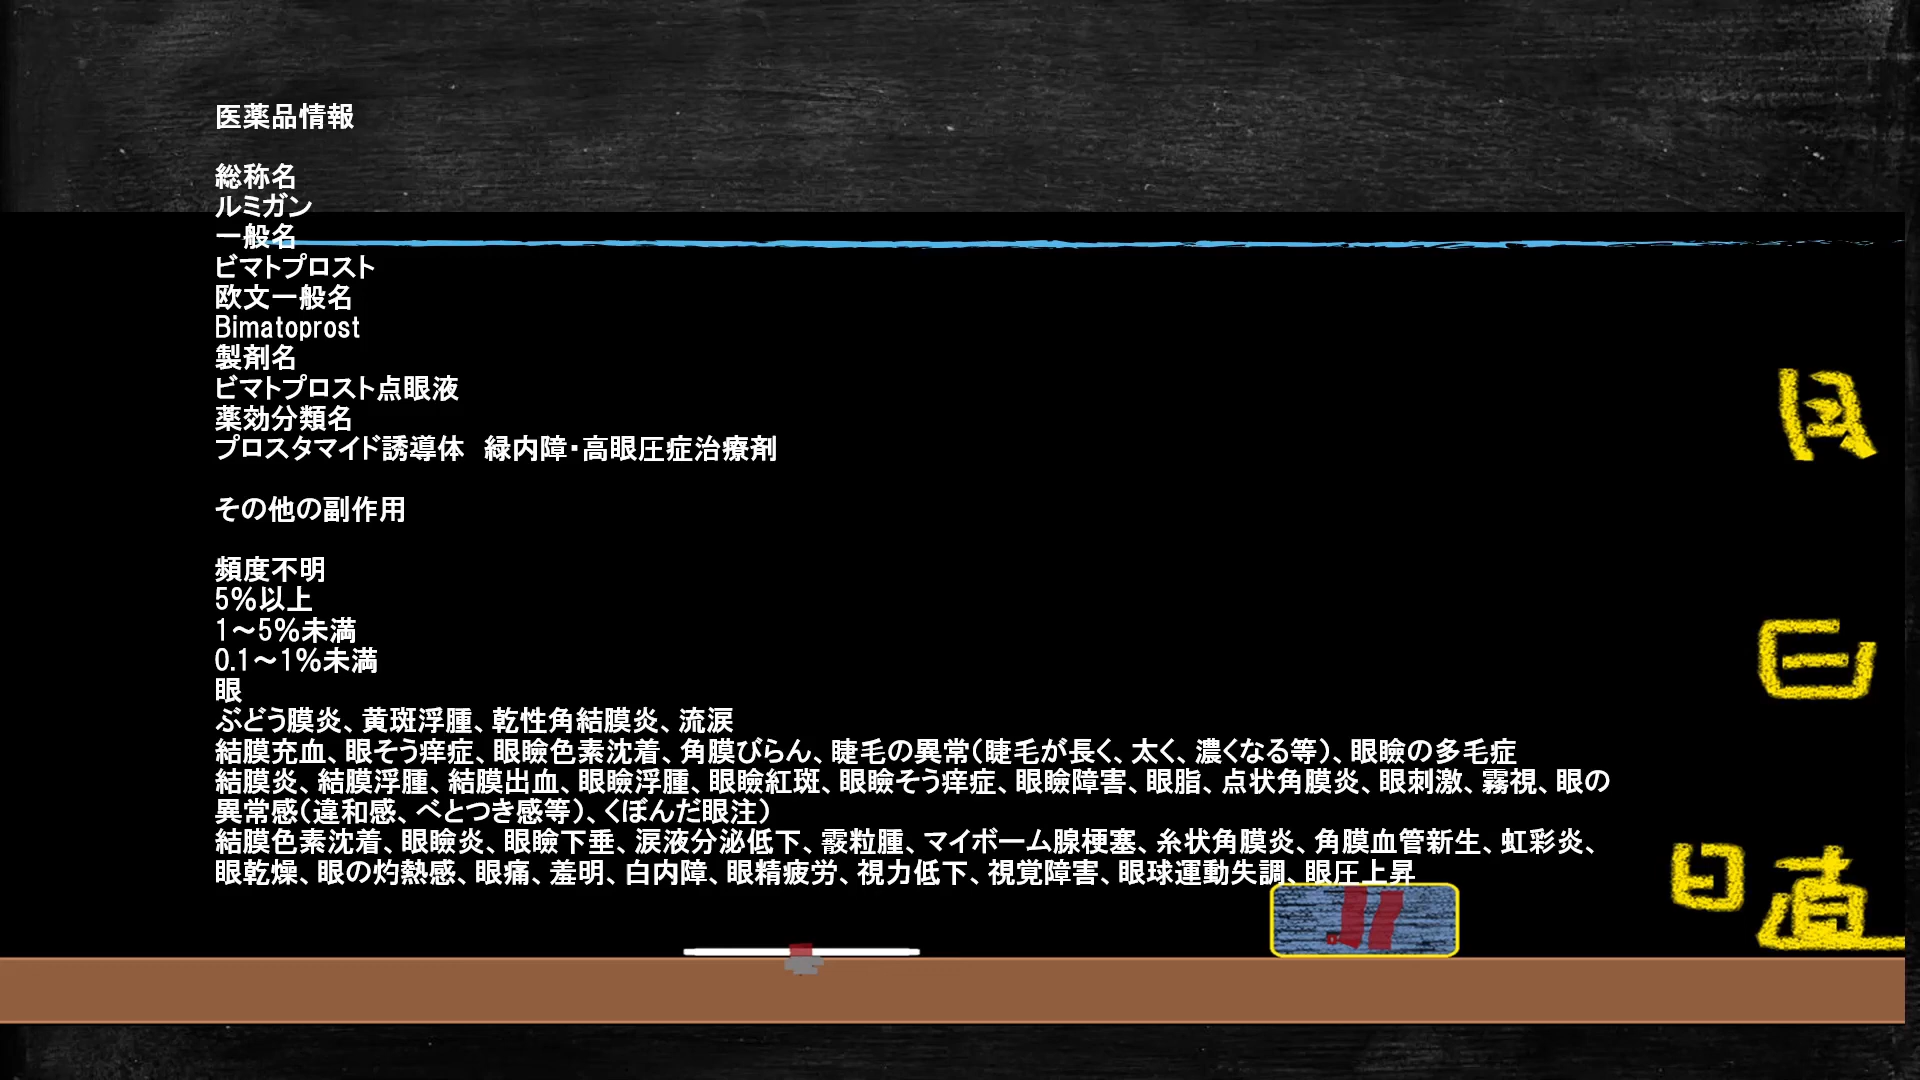 医薬品情報
総称名
ルミガン
一般名
ビマトプロスト
欧文一般名
Bimatoprost
製剤名
ビマトプロスト点眼液
薬効分類名
プロスタマイド誘導体　緑内障・高眼圧症治療剤
その他の副作用
頻度不明
5%以上
1～5%未満
0.1～1%未満
眼
ぶどう膜炎、黄斑浮腫、乾性角結膜炎、流涙
結膜充血、眼そう痒症、眼瞼色素沈着、角膜びらん、睫毛の異常（睫毛が長く、太く、濃くなる等）、眼瞼の多毛症
結膜炎、結膜浮腫、結膜出血、眼瞼浮腫、眼瞼紅斑、眼瞼そう痒症、眼瞼障害、眼脂、点状角膜炎、眼刺激、霧視、眼の
異常感（違和感、べとつき感等）、くぼんだ眼注）
結膜色素沈着、眼瞼炎、眼瞼下垂、涙液分泌低下、霰粒腫、マイボーム腺梗塞、糸状角膜炎、角膜血管新生、虹彩炎、
眼乾燥、眼の灼熱感、眼痛、羞明、白内障、眼精疲労、視力低下、視覚障害、眼球運動失調、眼圧上昇